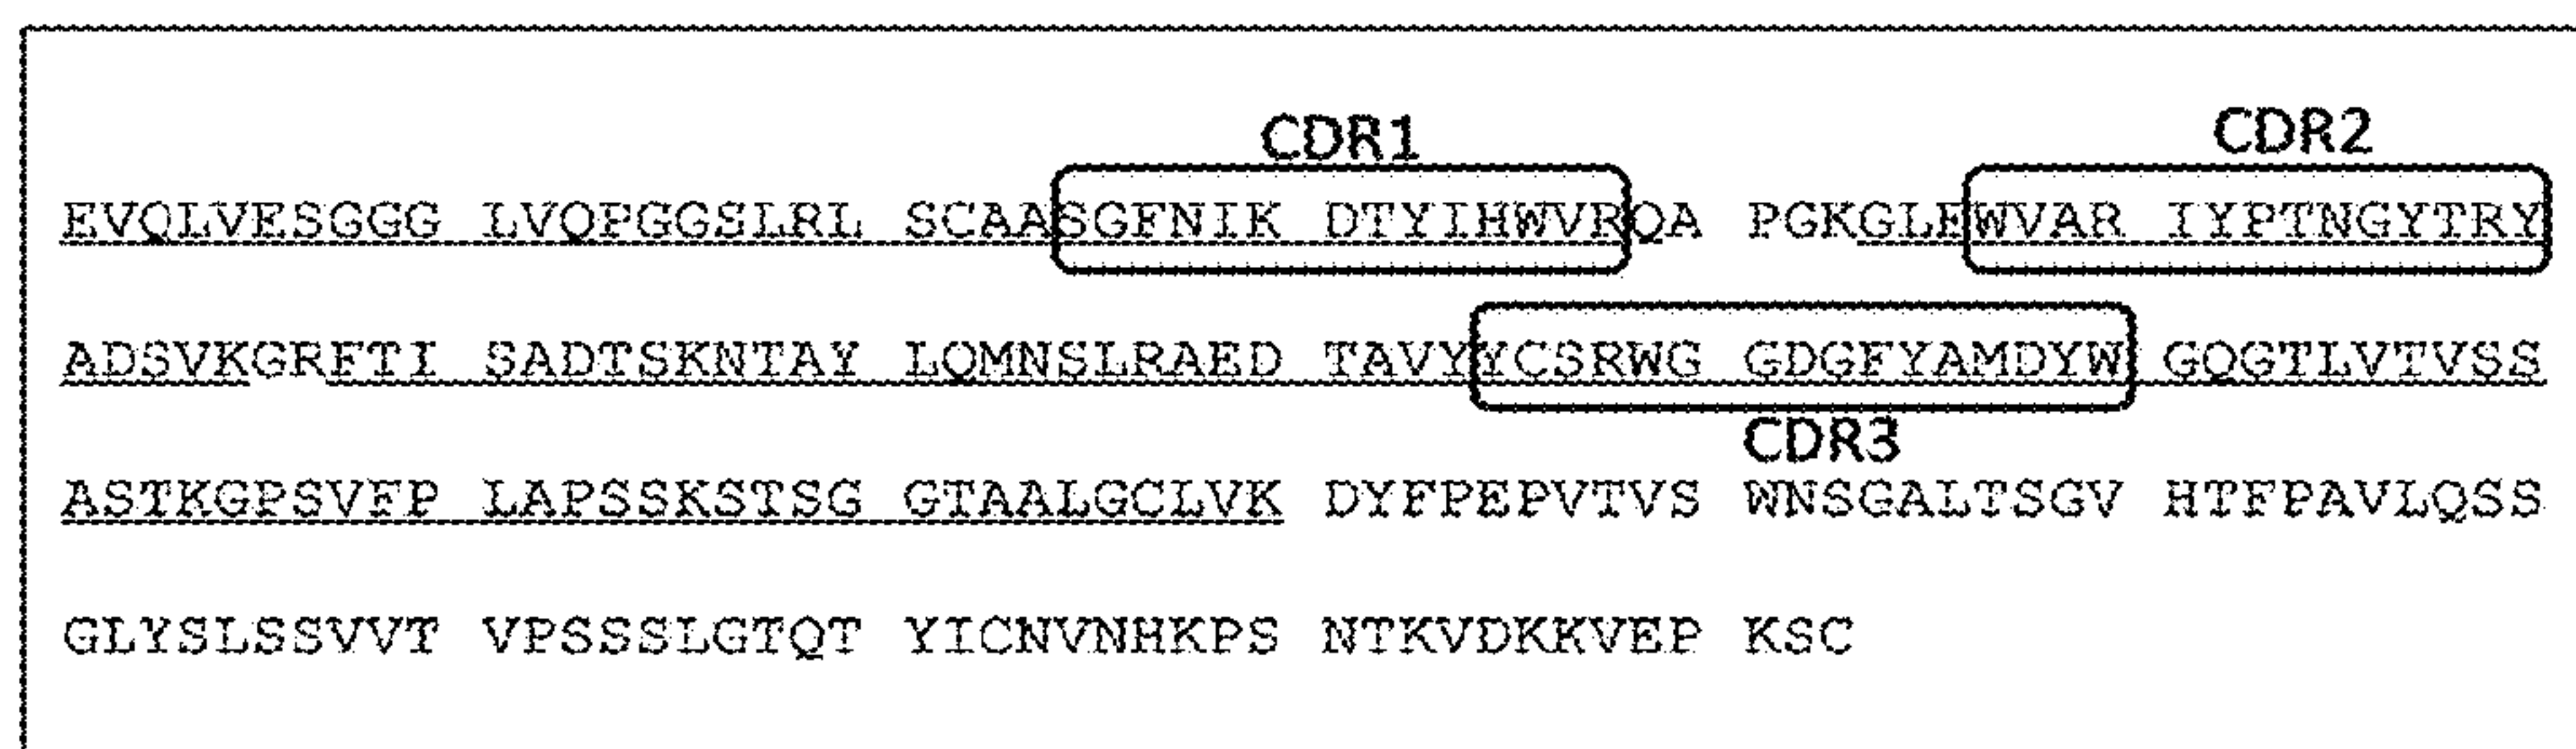 CDR1 CDR2
EVQLVESGGG LVQPGGSLRL SCAASGFNIK DTYIHWVRQA PGKGLEWVAR IYPTNGYTRY
ADSVKGRFTI SADTSKNTAY LQMNSLRAED TAVYYCSRWG GDGFYAMDYW GQGTLVTVSS
CDR3
ASTKGPSVFP LAPSSKSTSG GTAALGCLVK DYFPEPVTVS WNSGALTSGV HTFPAVLQSS
GLYSLSSVVT VPSSSLGTQT YICNVNHKPS NTKVDKKVEP KSC